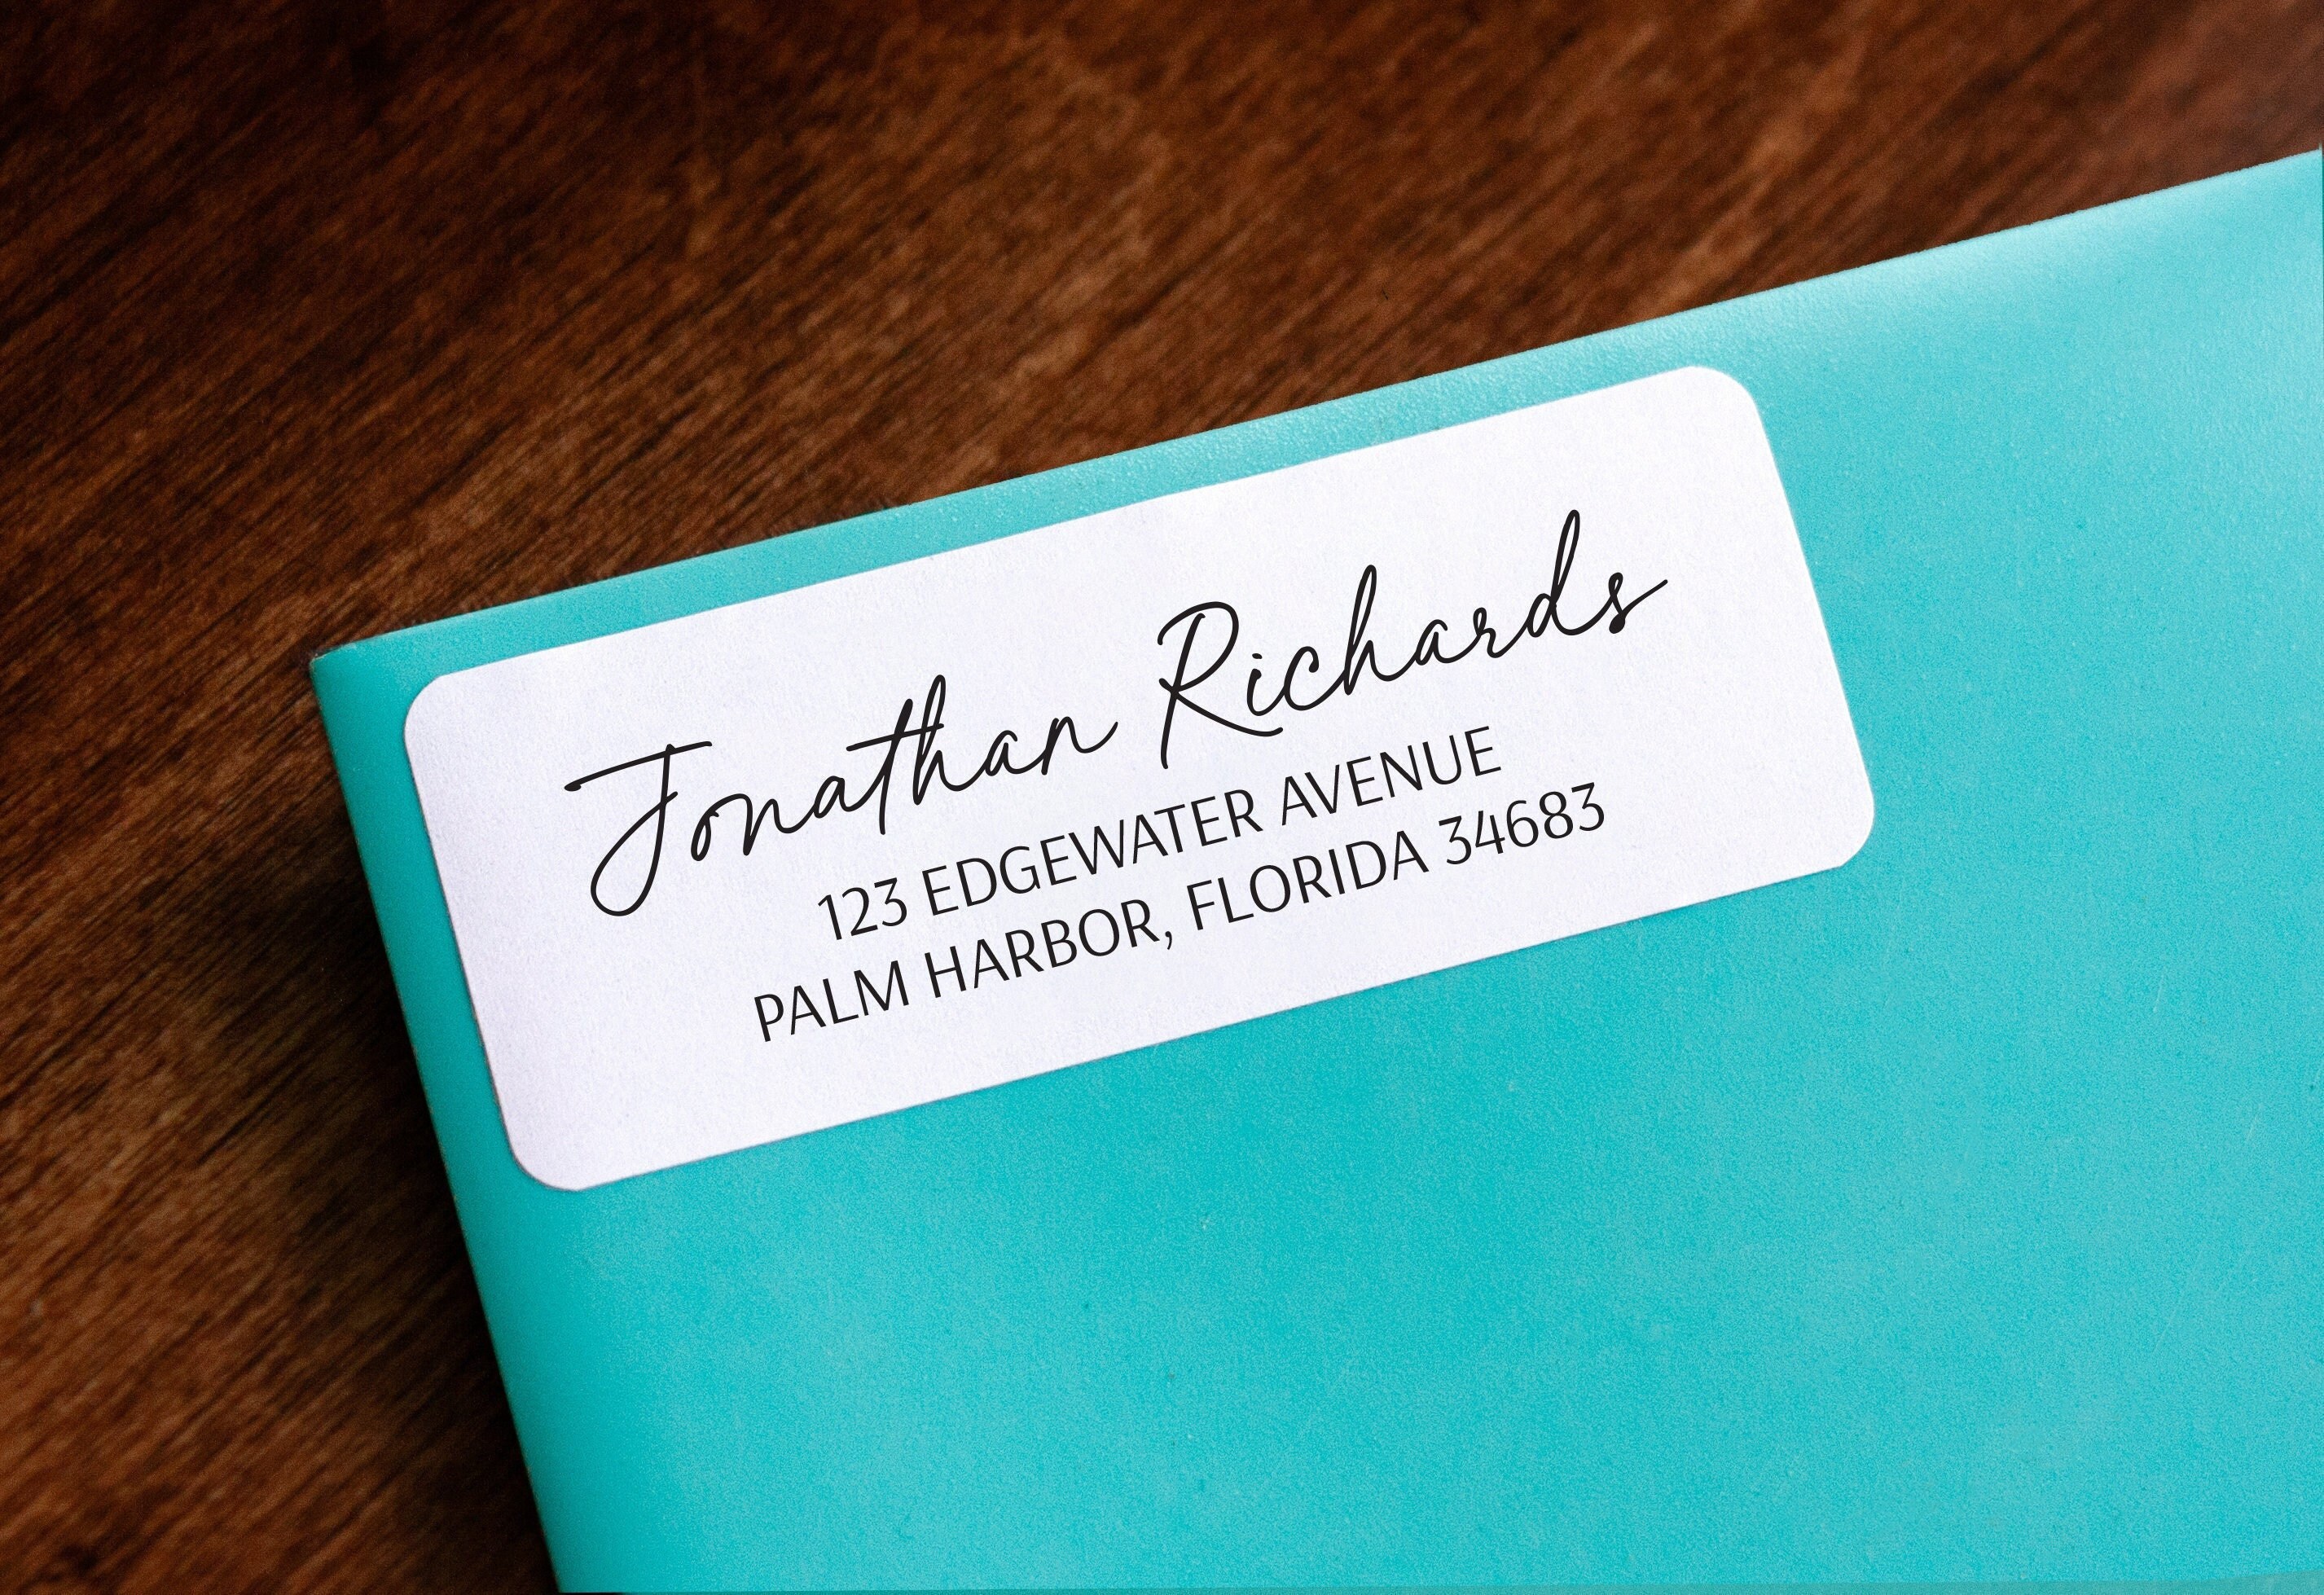 Jonathan Richards
123 EDGEWATER AVENUE
PALM HARBOR, FLORIDA 34683